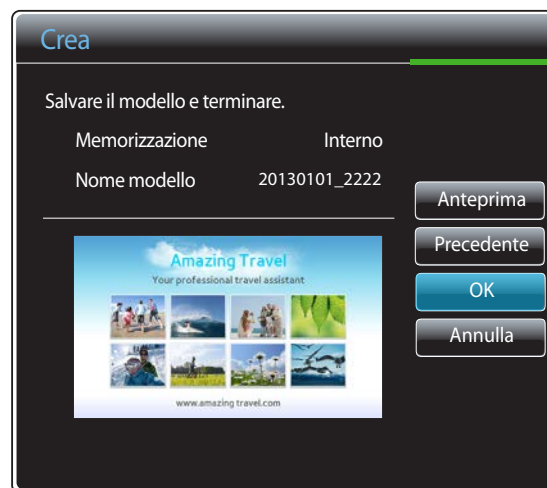 Crea
Salvare il modello e terminare.
Memorizzazione Interno
Nome modello 20130101_2222
Amazing Travel
Your professional travel assistant
www.amazing travel.com
Anteprima
Precedente
OK
Annulla